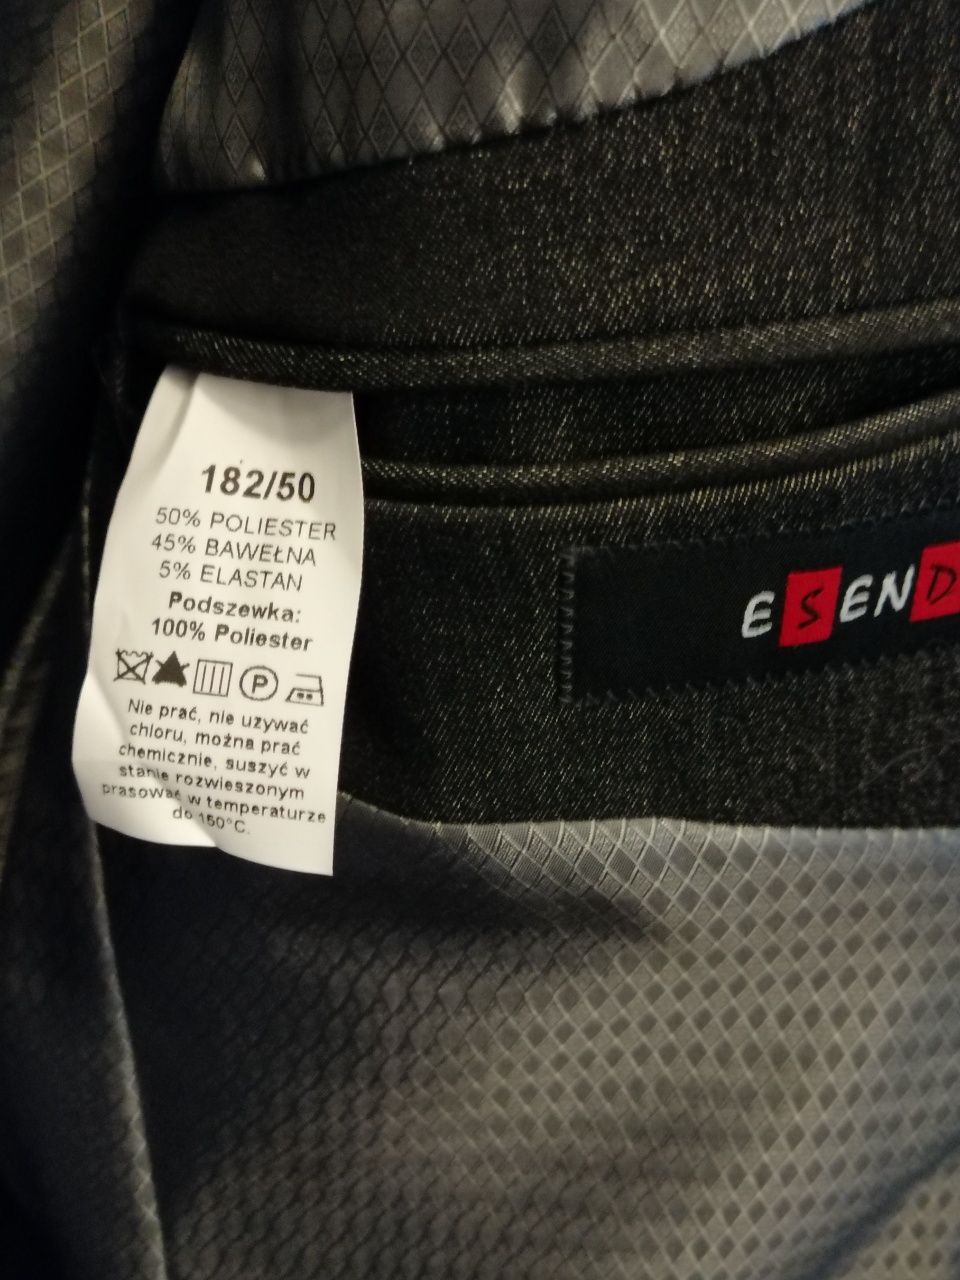 182/50
50% POLIESTER
45% BAWEŁNA
5% ELASTAN
Podszewka:
100% Poliester
P
Nie prać, nie używać
chloru, można prać
chemicznie, suszyć w
stanie rozwieszonym
prasować w temperaturze
do 150°C.
ESEND